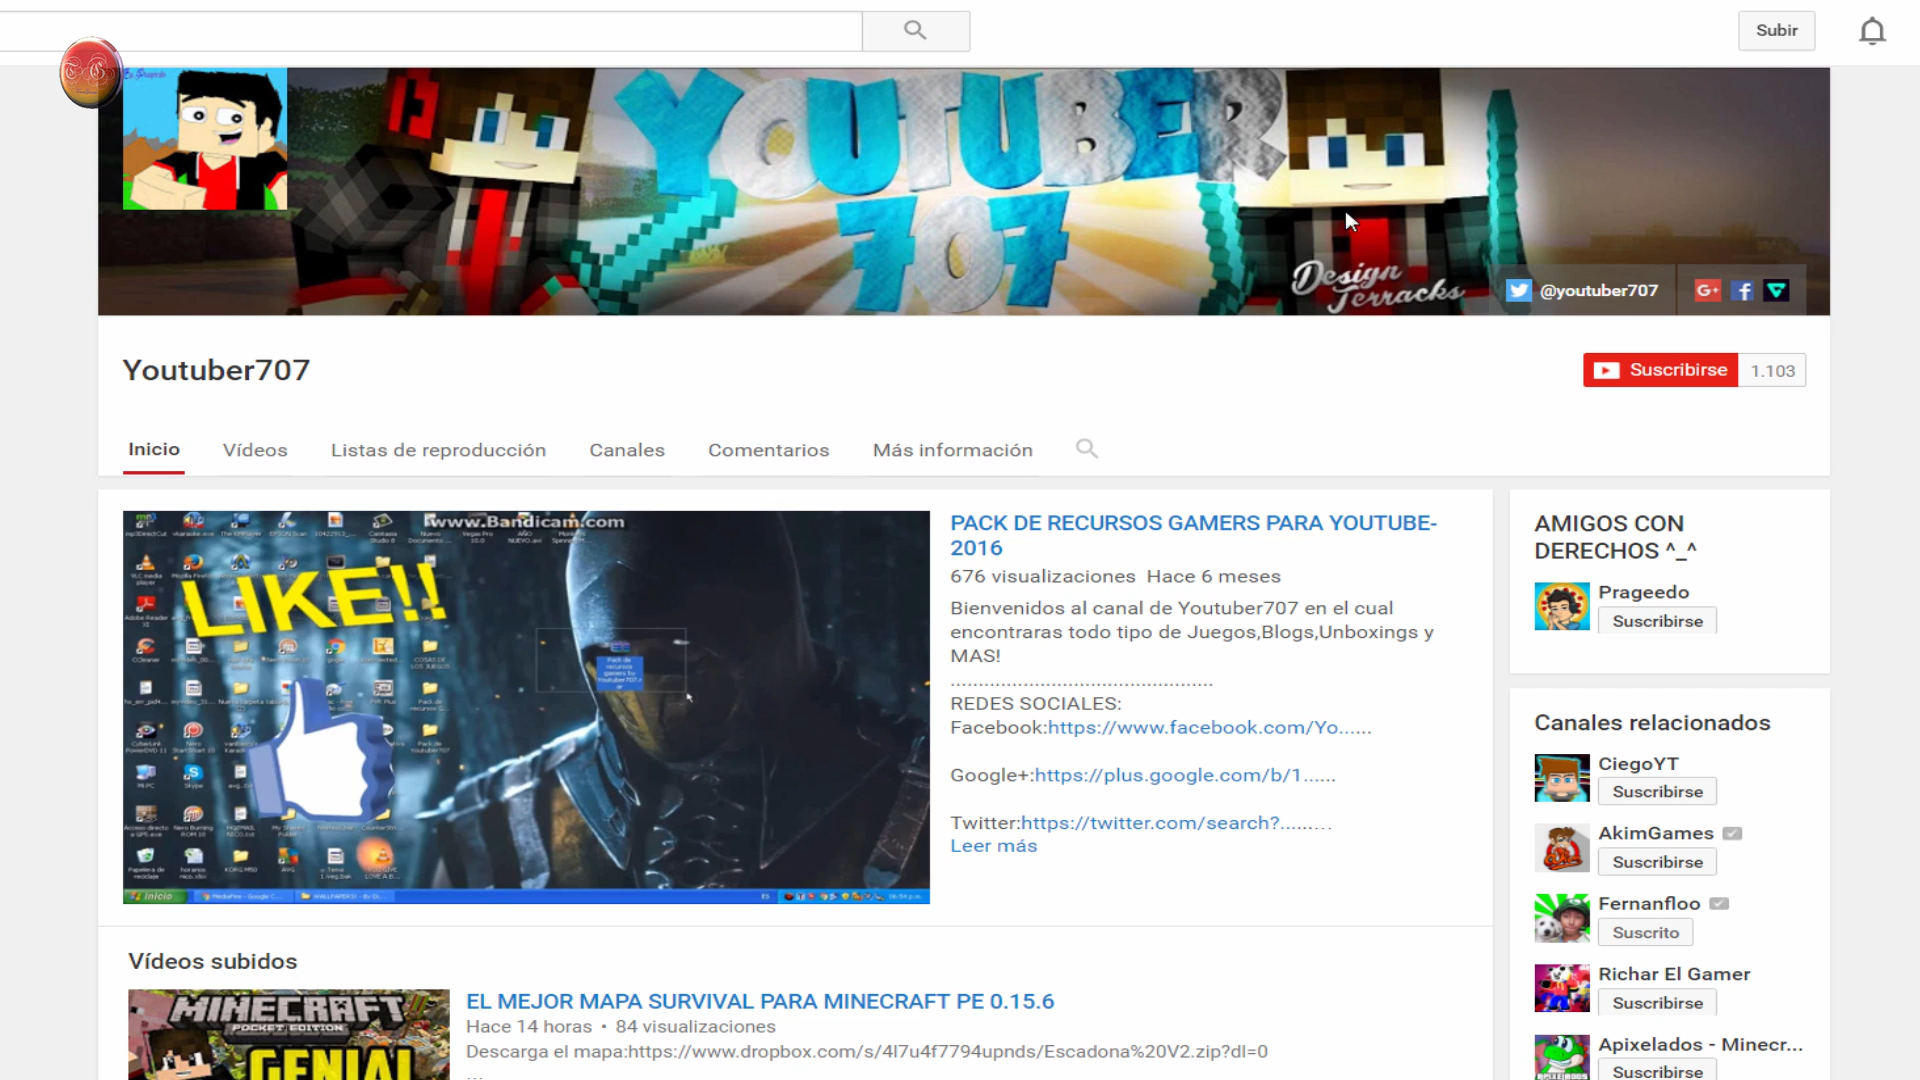 Subir
YOUTUBER
707
Design
Terracks
@youtuber707
Youtuber707
Suscribirse 1.103
Inicio Vídeos Listas de reproducción Canales Comentarios Más información
www.Bandicam.com
LIKE!!
Inicio
PACK DE RECURSOS GAMERS PARA YOUTUBE-
2016
676 visualizaciones Hace 6 meses
Bienvenidos al canal de Youtuber707 en el cual
encontraras todo tipo de Juegos,Blogs,Unboxings y
MAS!
...............................................
REDES SOCIALES:
Facebook:https://www.facebook.com/Yo......
Google+:https://plus.google.com/b/1......
Twitter:https://twitter.com/search?.........
Leer más
Vídeos subidos
MINECRAFT
POCKET EDITION
GENIAL
EL MEJOR MAPA SURVIVAL PARA MINECRAFT PE 0.15.6
Hace 14 horas • 84 visualizaciones
Descarga el mapa:https://www.dropbox.com/s/4l7u4f7794upnds/Escadona%20V2.zip?dl=0
...
AMIGOS CON
DERECHOS ^_^
Prageedo
Suscribirse
Canales relacionados
CiegoYT
Suscribirse
AkimGames
Suscribirse
Fernanfloo
Suscrito
Richar El Gamer
Suscribirse
Apixelados - Minecr...
Suscribirse